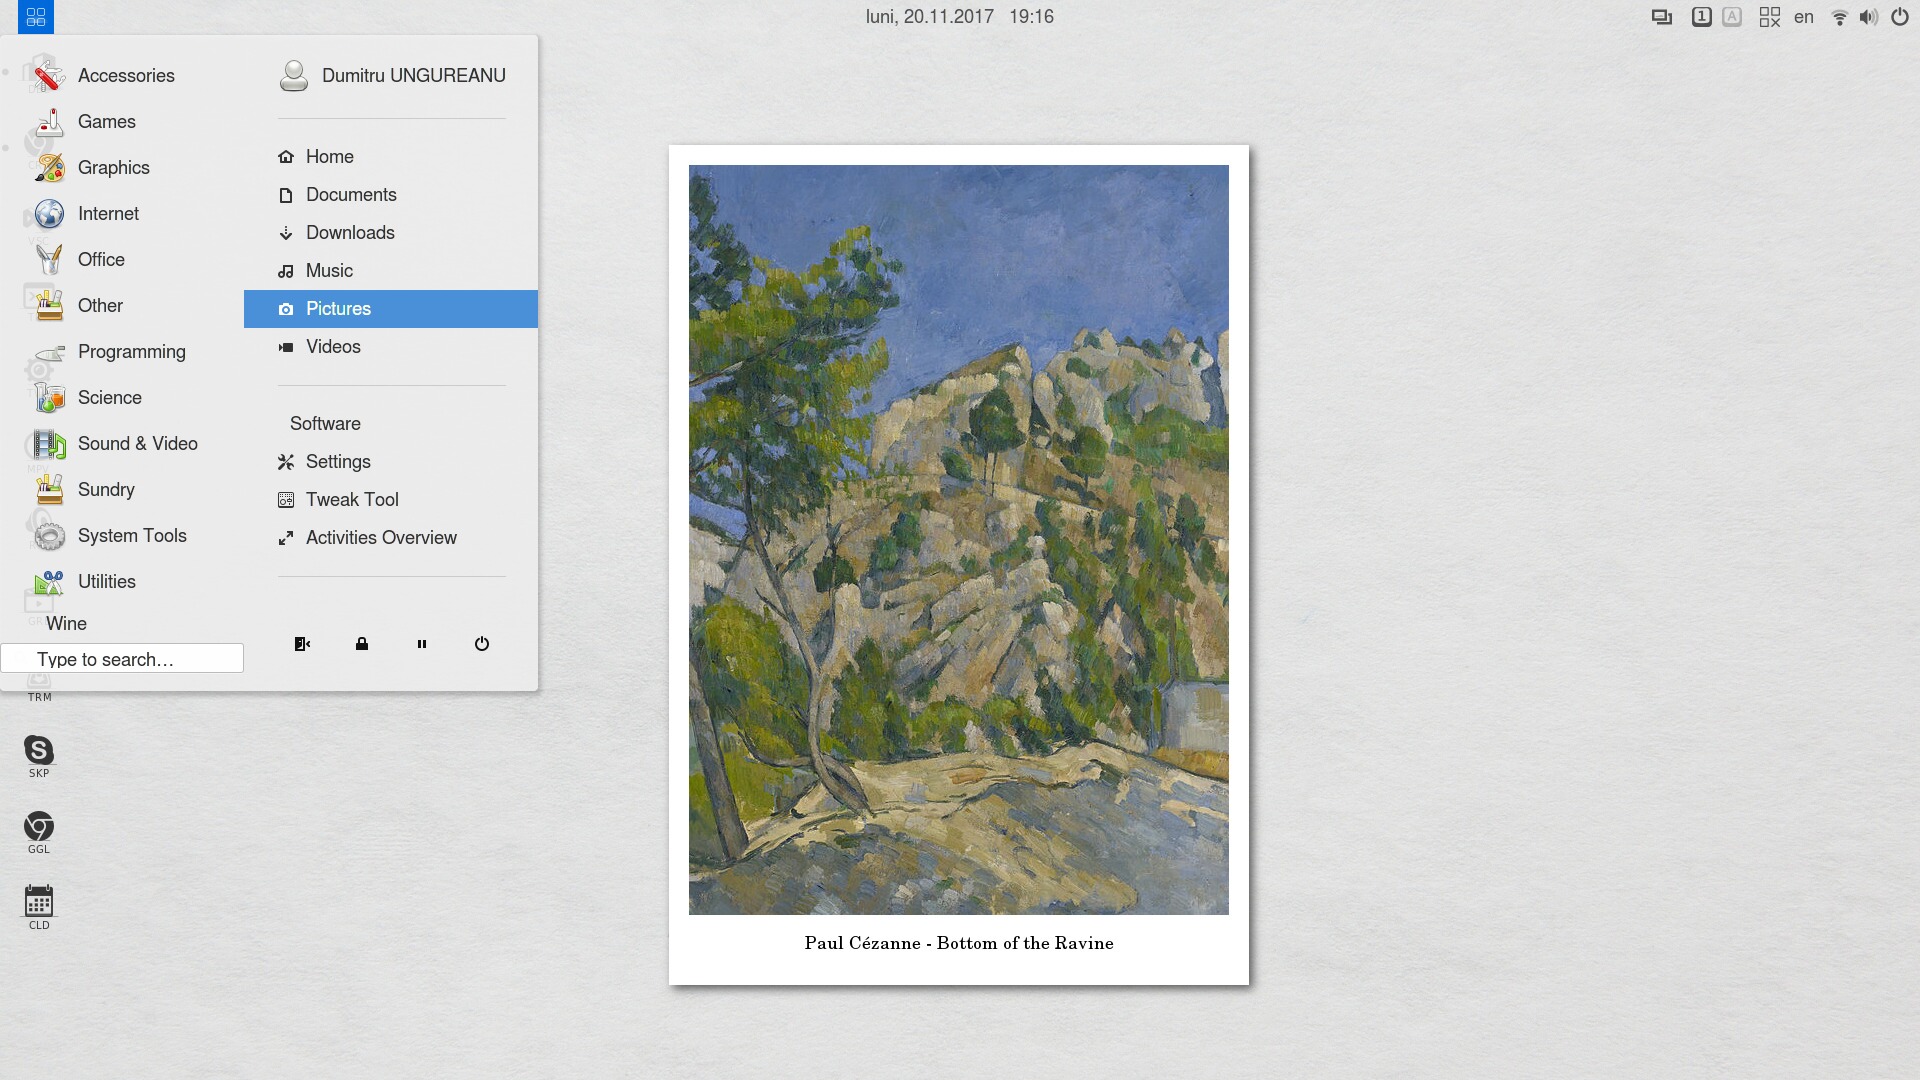 luni, 20.11.2017 19:16
1
A
en
Accessories
Games
Graphics
Internet
Office
Other
Programming
Science
Sound & Video
Sundry
System Tools
Utilities
Wine
Type to search...
Dumitru UNGUREANU
Home
Documents
Downloads
Music
Pictures
Videos
Software
Settings
Tweak Tool
Activities Overview
MPV
TRM
SKP
GGL
CLD
Paul Cézanne - Bottom of the Ravine